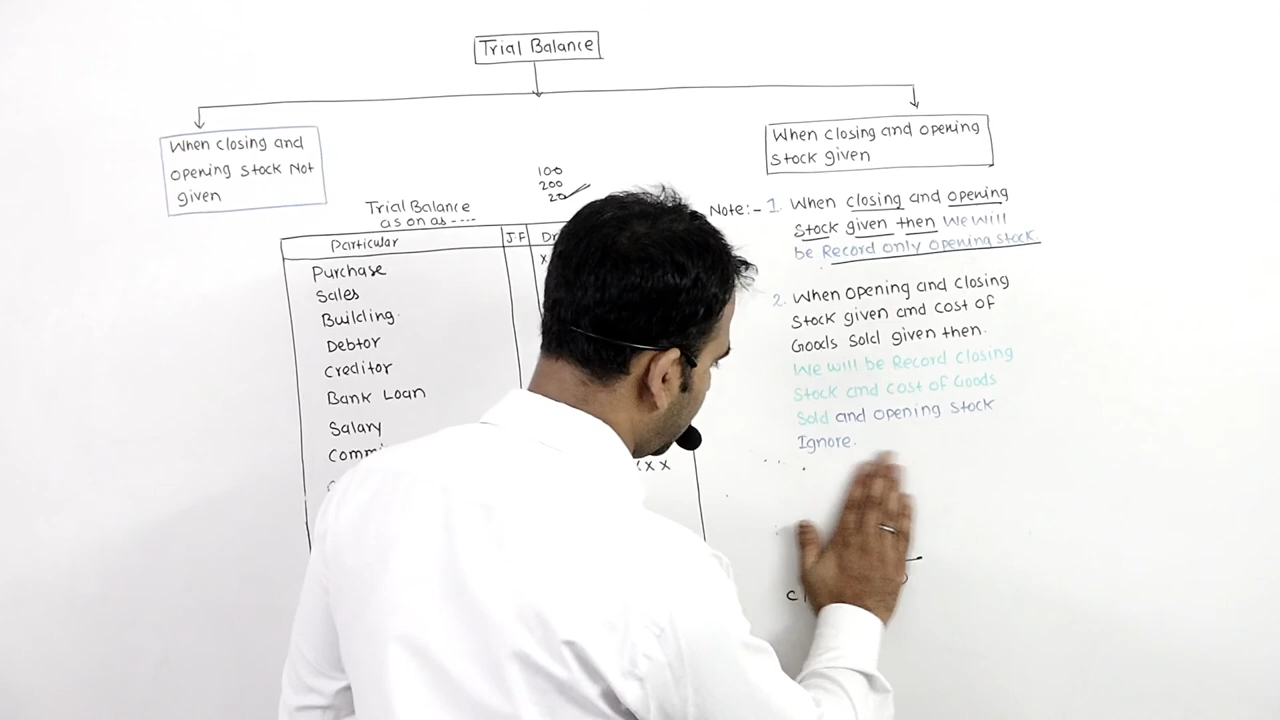 Trial Balance
When closing and
opening stock Not
given
When closing and opening
stock given
100
200
20
Trial Balance
as on as ----
Particular J.F Dr
Purchase X
Sales
Building.
Debtor
Creditor
Bank Loan
Salary
XX
Note:- 1. When closing and opening
stock given then We will
be Record only opening stock.
2. When opening and closing
Stock given and cost of
Goods Sold given then.
We will be Record closing
Stock and cost of Goods
Sold and opening stock
Ignore.